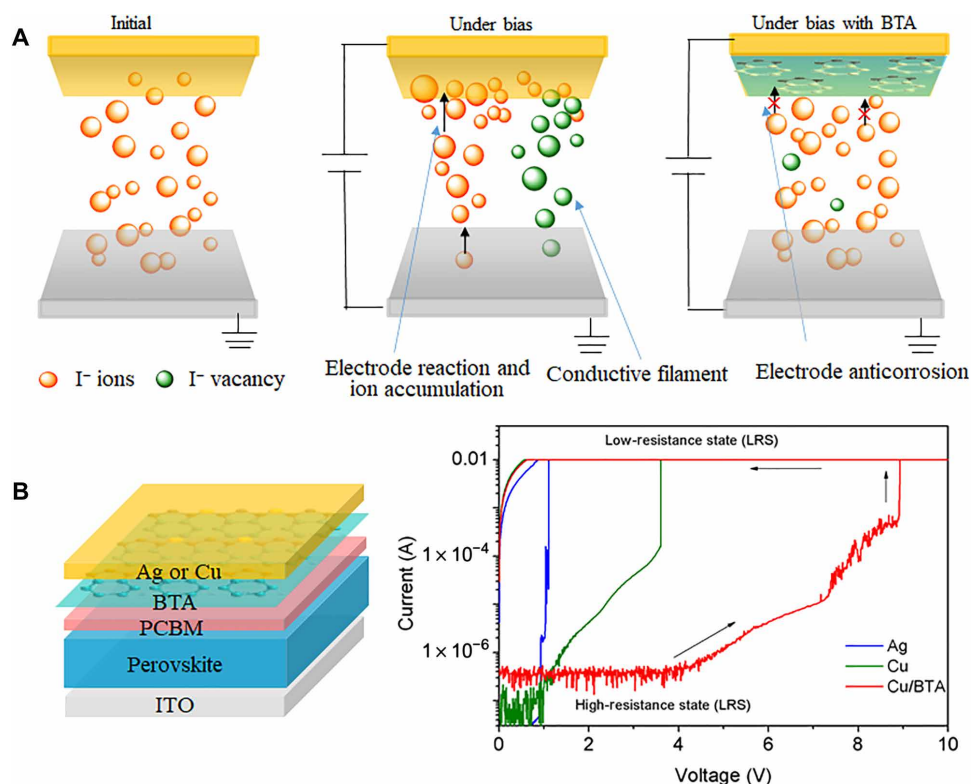 A
Initial
Under bias
Under bias with BTA
I⁻ ions
I⁻ vacancy
Electrode reaction and
ion accumulation
Conductive filament
Electrode anticorrosion
B
Ag or Cu
BTA
PCBM
Perovskite
ITO
Low-resistance state (LRS)
0.01
1 × 10⁻⁴
1 × 10⁻⁶
Current (A)
Ag
Cu
Cu/BTA
High-resistance state (LRS)
0 2 4 6 8 10
Voltage (V)